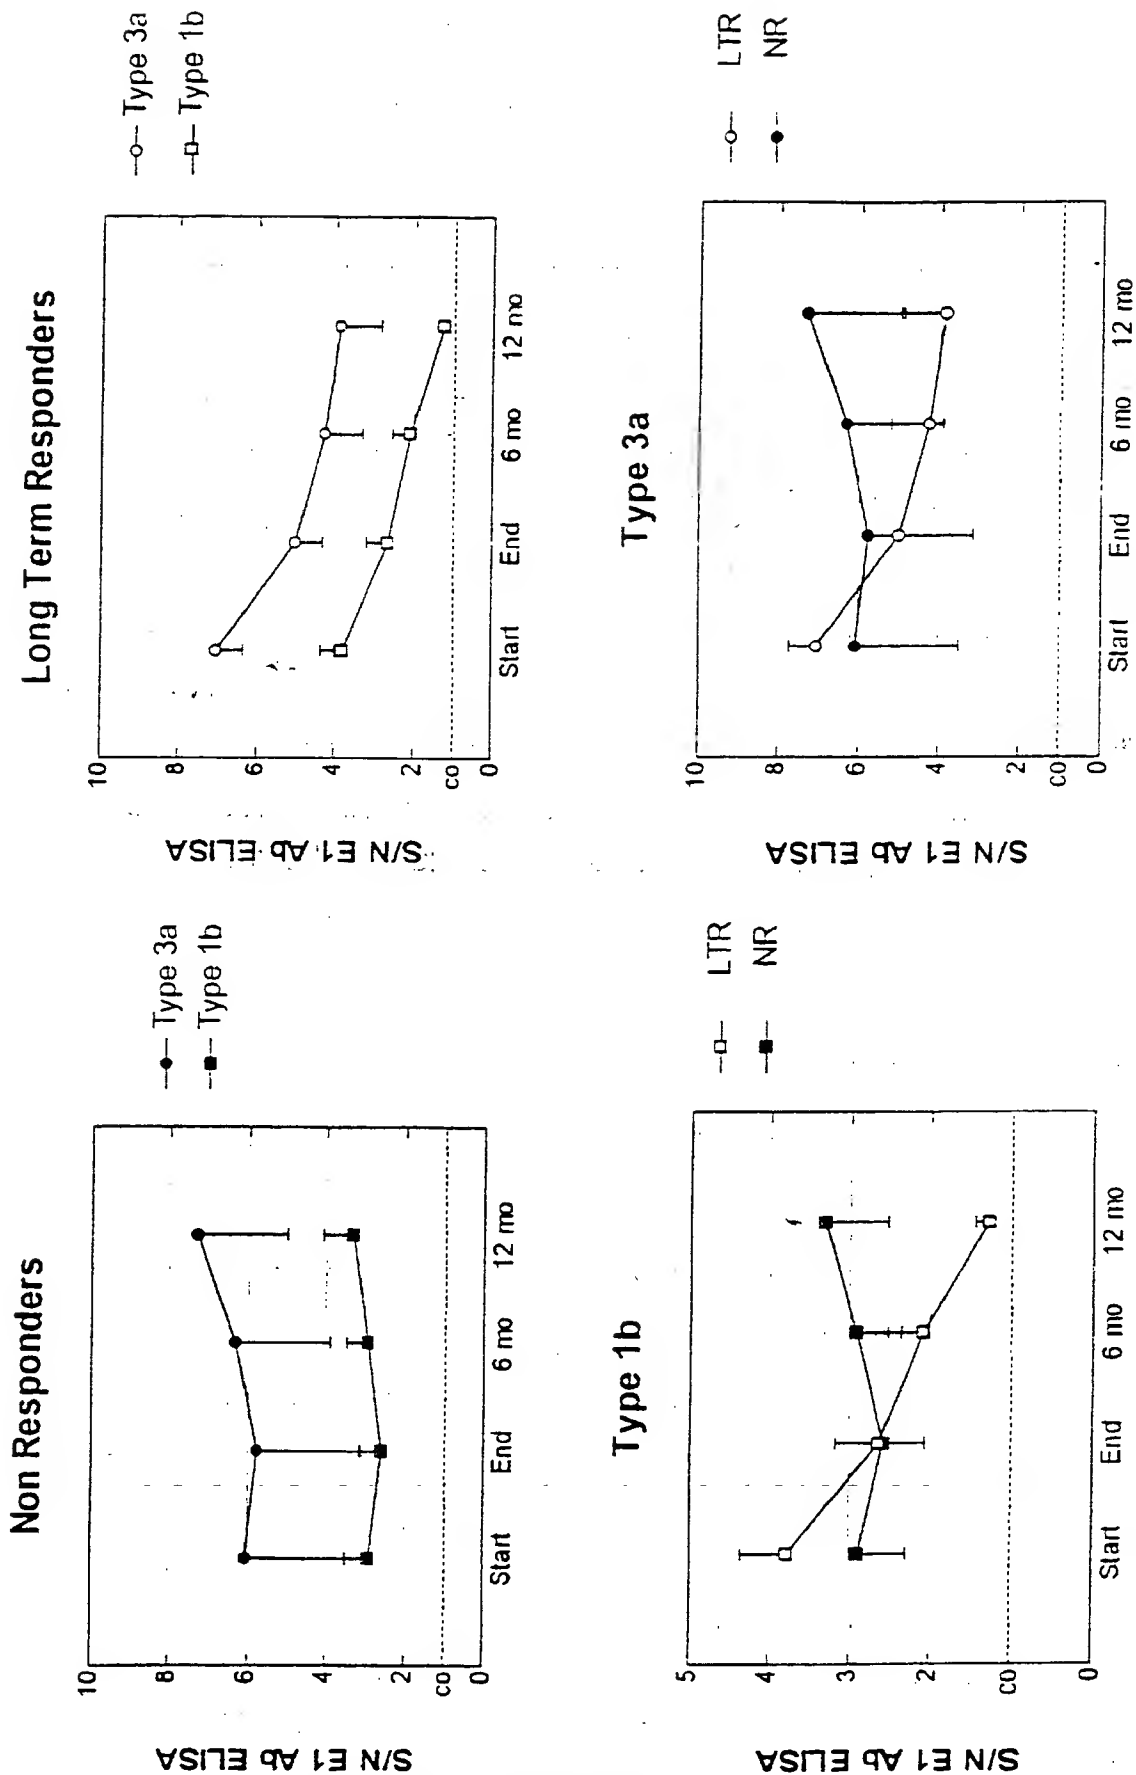 Non Responders
S/N E1 Ab ELISA
10
8
6
4
2
co
0
Start
End
6 mo
12 mo
Type 3a
Type 1b
Long Term Responders
S/N E1 Ab ELISA
10
8
6
4
2
co
0
Start
End
6 mo
12 mo
Type 3a
Type 1b
Type 1b
S/N E1 Ab ELISA
5
4
3
2
co
0
Start
End
6 mo
12 mo
LTR
NR
Type 3a
S/N E1 Ab ELISA
10
8
6
4
2
co
0
Start
End
6 mo
12 mo
LTR
NR